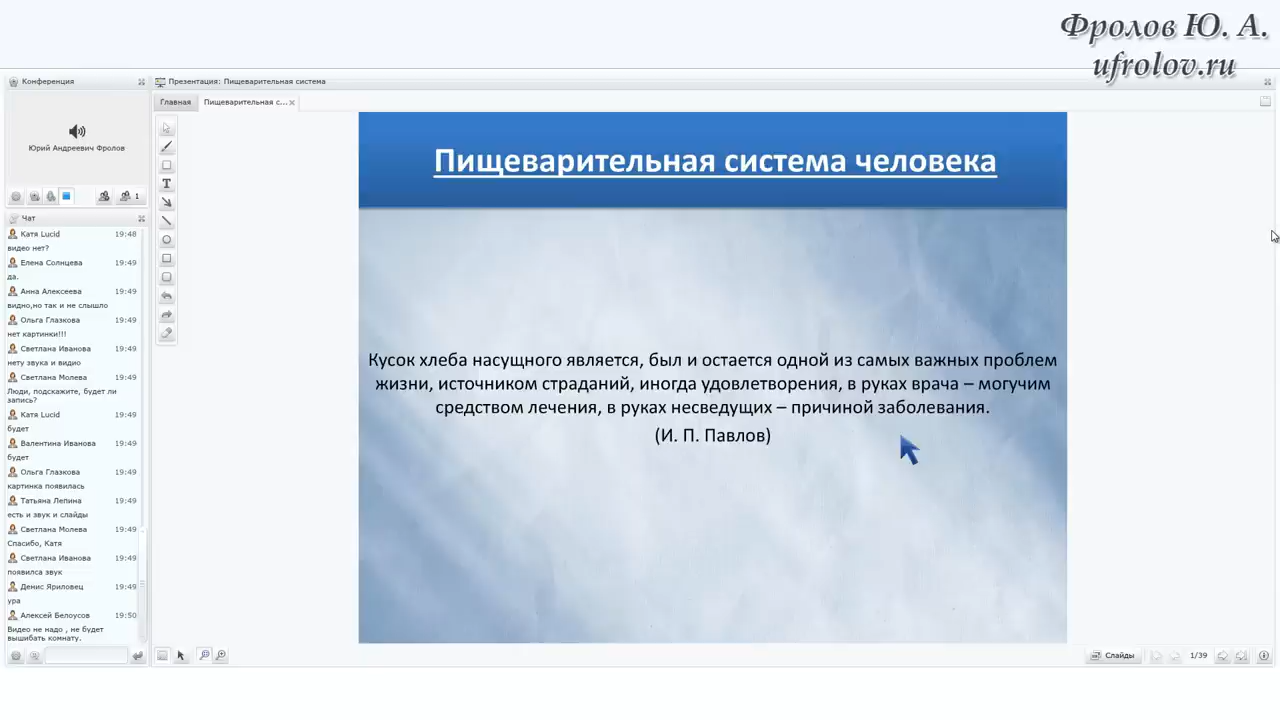 Фролов Ю. А.
ufrolov.ru
Конференция
Презентация: Пищеварительная система
Главная
Пищеварительная с...
Юрий Андреевич Фролов
1
Чат
Катя Lucid 19:48
видео нет?
Елена Солнцева 19:49
да.
Анна Алексеева 19:49
видно,но так и не слышло
Ольга Глазкова 19:49
нет картинки!!!
Светлана Иванова 19:49
нету звука и видио
Светлана Молева 19:49
Люди, подскажите, будет ли
запись?
Катя Lucid 19:49
будет
Валентина Иванова 19:49
будет
Ольга Глазкова 19:49
картинка появилась
Татьяна Лепина 19:49
есть и звук и слайды
Светлана Молева 19:49
Спасибо, Катя
Светлана Иванова 19:49
появилса звук
Денис Яриловец 19:49
ура
Алексей Белоусов 19:50
Видео не надо , не будет
вышибать комнату.
T
Пищеварительная система человека
Кусок хлеба насущного является, был и остается одной из самых важных проблем
жизни, источником страданий, иногда удовлетворения, в руках врача – могучим
средством лечения, в руках несведущих – причиной заболевания.
(И. П. Павлов)
Слайды
1/39